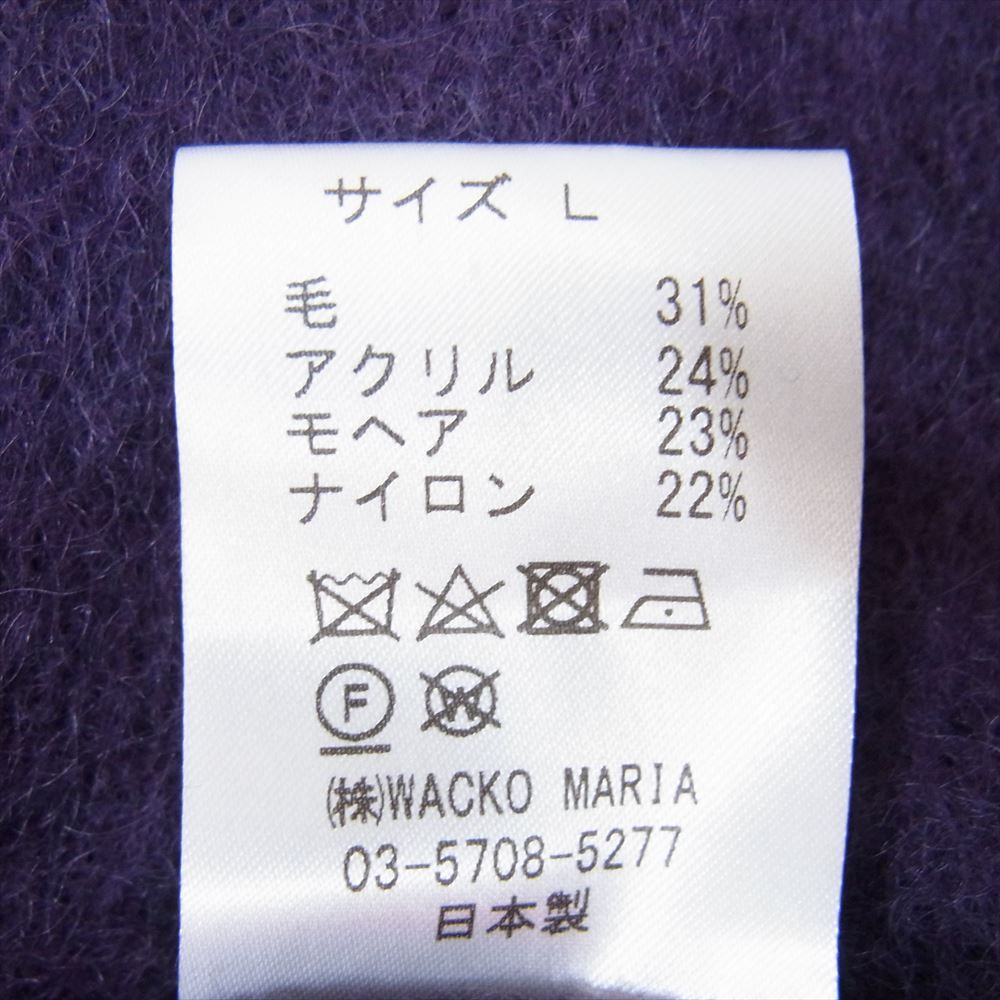 サイズ L
毛 31%
アクリル 24%
モヘア 23%
ナイロン 22%
F W
㈱WACKO MARIA
03-5708-5277
日本製